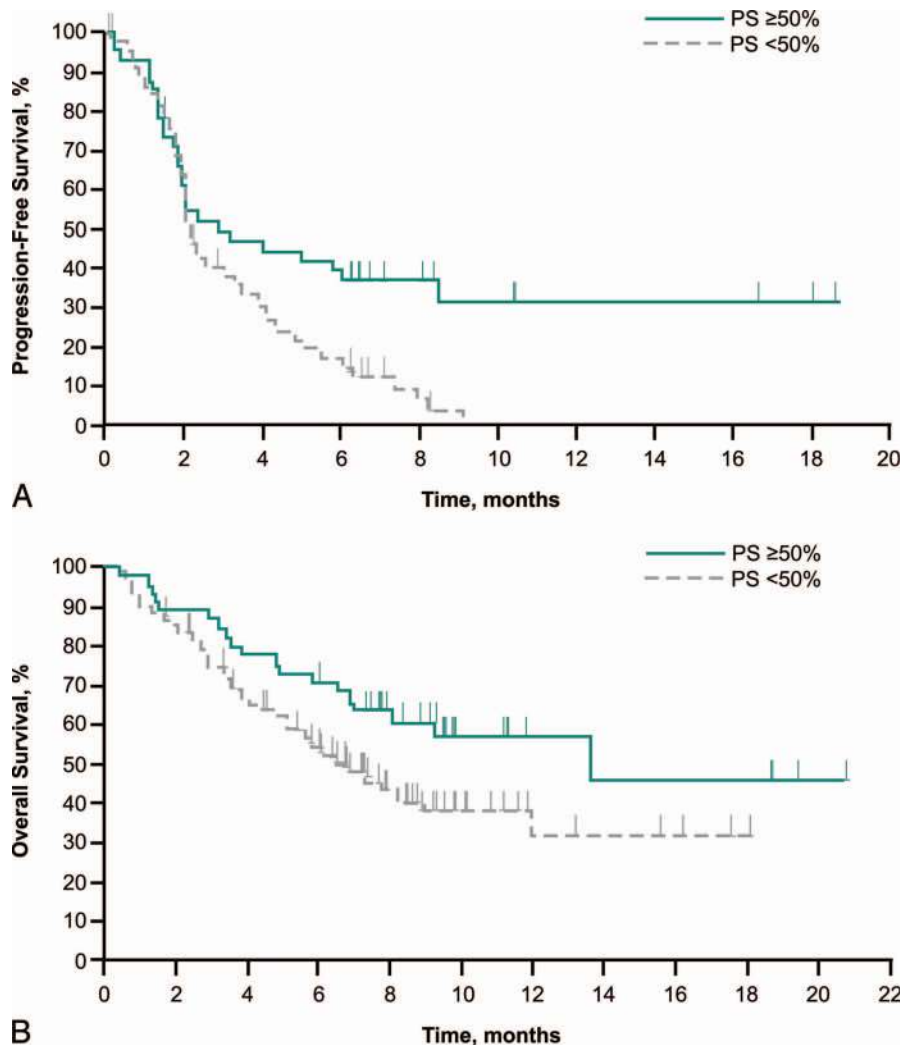 PS ≥50%
PS <50%
100
90
80
70
60
50
40
30
20
10
0
Progression-Free Survival, %
0 2 4 6 8 10 12 14 16 18 20
Time, months
A
PS ≥50%
PS <50%
100
90
80
70
60
50
40
30
20
10
0
Overall Survival, %
0 2 4 6 8 10 12 14 16 18 20 22
Time, months
B